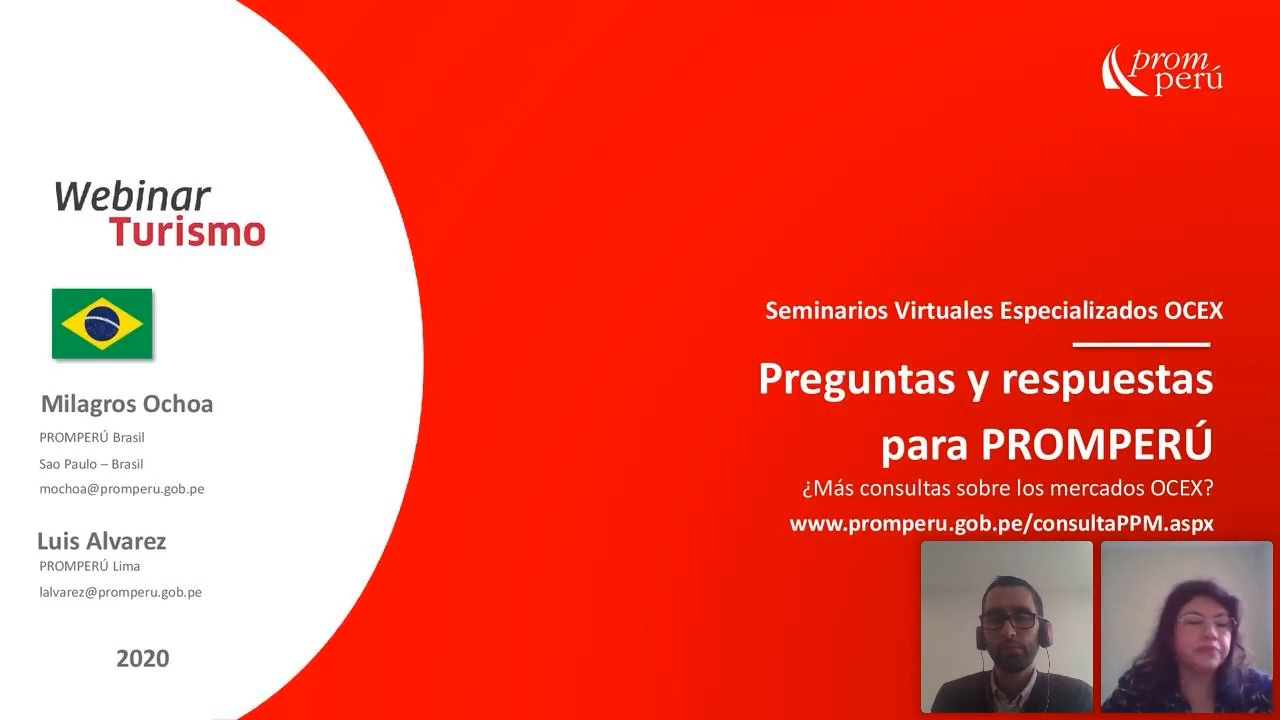 prom
perú
Webinar
Turismo
Milagros Ochoa
PROMPERÚ Brasil
Sao Paulo – Brasil
mochoa@promperu.gob.pe
Luis Alvarez
PROMPERÚ Lima
lalvarez@promperu.gob.pe
2020
Seminarios Virtuales Especializados OCEX
Preguntas y respuestas
para PROMPERÚ
¿Más consultas sobre los mercados OCEX?
www.promperu.gob.pe/consultaPPM.aspx